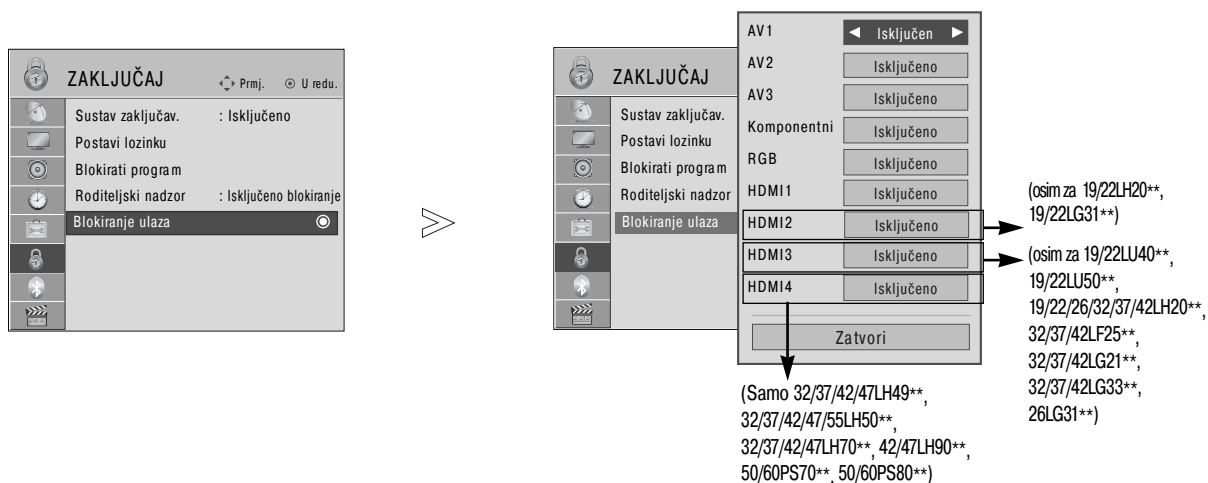 ZAKLJUČAJ
Prmj.
U redu.
Sustav zaključav. : Isključeno
Postavi lozinku
Blokirati program
Roditeljski nadzor : Isključeno blokiranje
Blokiranje ulaza
ZAKLJUČAJ
Sustav zaključav.
Postavi lozinku
Blokirati program
Roditeljski nadzor
Blokiranje ulaza
AV1 ◀ Isključen ▶
AV2 Isključeno
AV3 Isključeno
Komponentni Isključeno
RGB Isključeno
HDMI1 Isključeno
HDMI2 Isključeno
HDMI3 Isključeno
HDMI4 Isključeno
Zatvori
(osim za 19/22LH20**,
19/22LG31**)
(osim za 19/22LU40**,
19/22LU50**,
19/22/26/32/37/42LH20**,
32/37/42LF25**,
32/37/42LG21**,
32/37/42LG33**,
26LG31**)
(Samo 32/37/42/47LH49**,
32/37/42/47/55LH50**,
32/37/42/47LH70**, 42/47LH90**,
50/60PS70**, 50/60PS80**)